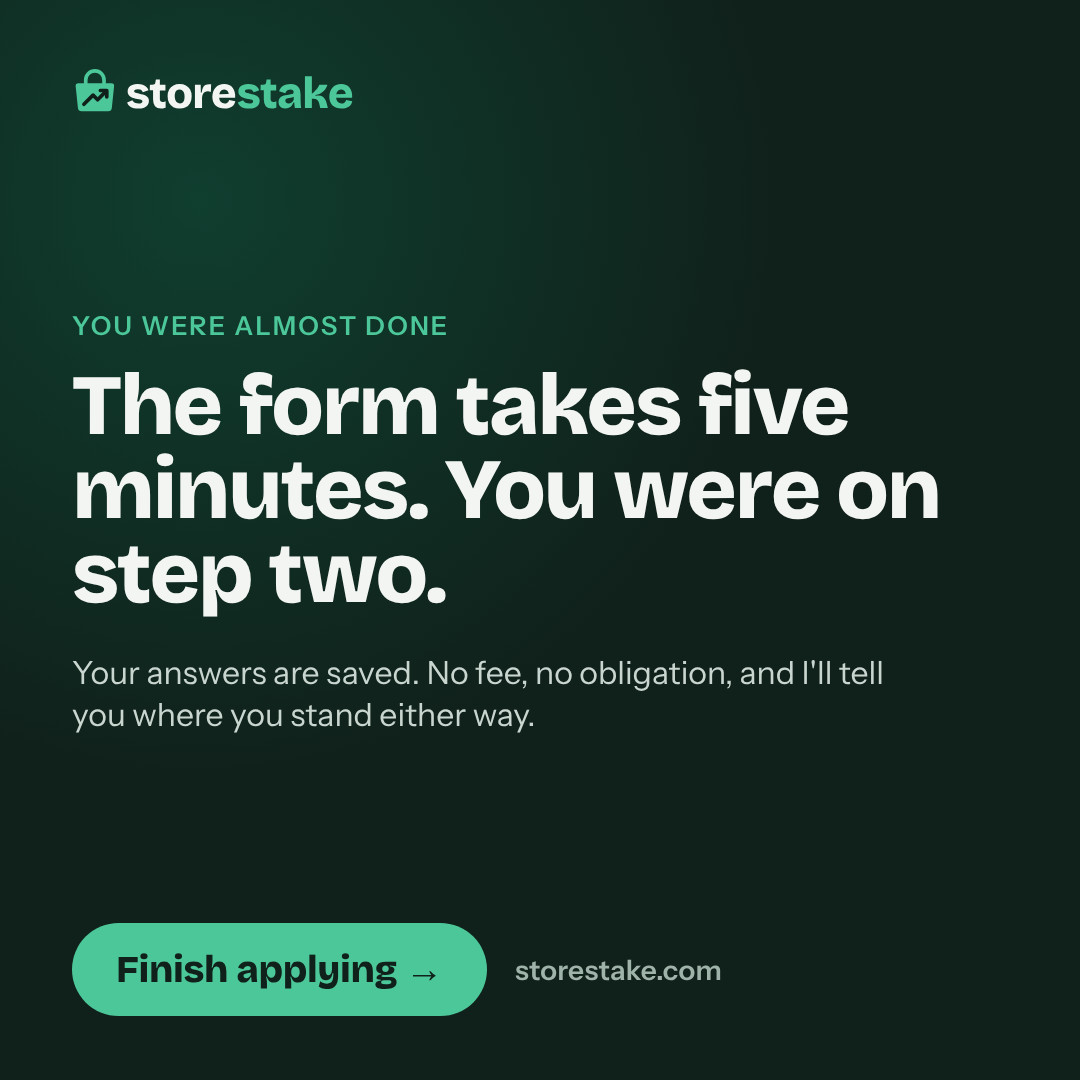 storestake
YOU WERE ALMOST DONE
The form takes five
minutes. You were on
step two.
Your answers are saved. No fee, no obligation, and I'll tell
you where you stand either way.
Finish applying →
storestake.com